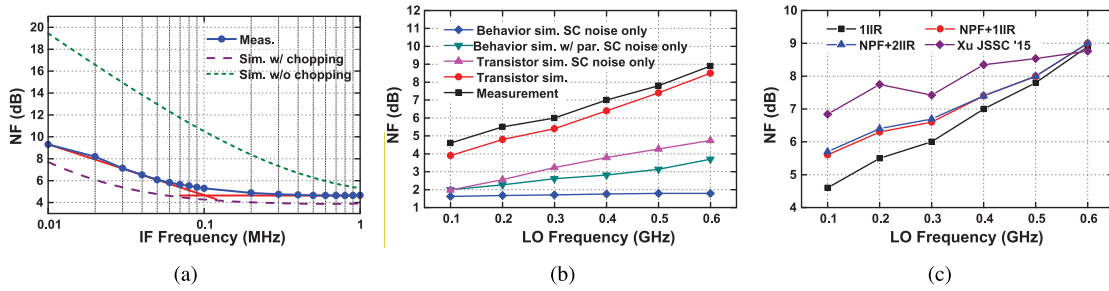 20
18
16
14
12
10
8
6
4
NF (dB)
Meas.
Sim. w/ chopping
Sim. w/o chopping
0.01
0.1
1
IF Frequency (MHz)
(a)
12
11
10
9
8
7
6
5
4
3
2
1
NF (dB)
Behavior sim. SC noise only
Behavior sim. w/ par. SC noise only
Transistor sim. SC noise only
Transistor sim.
Measurement
0.1 0.2 0.3 0.4 0.5 0.6
LO Frequency (GHz)
(b)
10
9
8
7
6
5
4
NF (dB)
1IIR NPF+1IIR
NPF+2IIR Xu JSSC '15
0.1 0.2 0.3 0.4 0.5 0.6
LO Frequency (GHz)
(c)